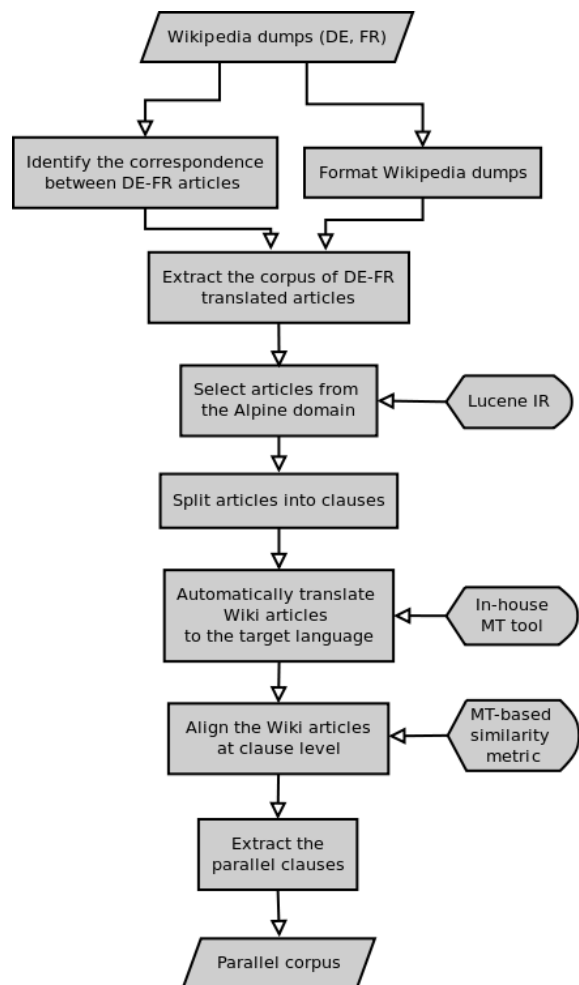 Wikipedia dumps (DE, FR)
Identify the correspondence
between DE-FR articles
Format Wikipedia dumps
Extract the corpus of DE-FR
translated articles
Select articles from
the Alpine domain
Lucene IR
Split articles into clauses
Automatically translate
Wiki articles
to the target language
In-house
MT tool
Align the Wiki articles
at clause level
MT-based
similarity
metric
Extract the
parallel clauses
Parallel corpus